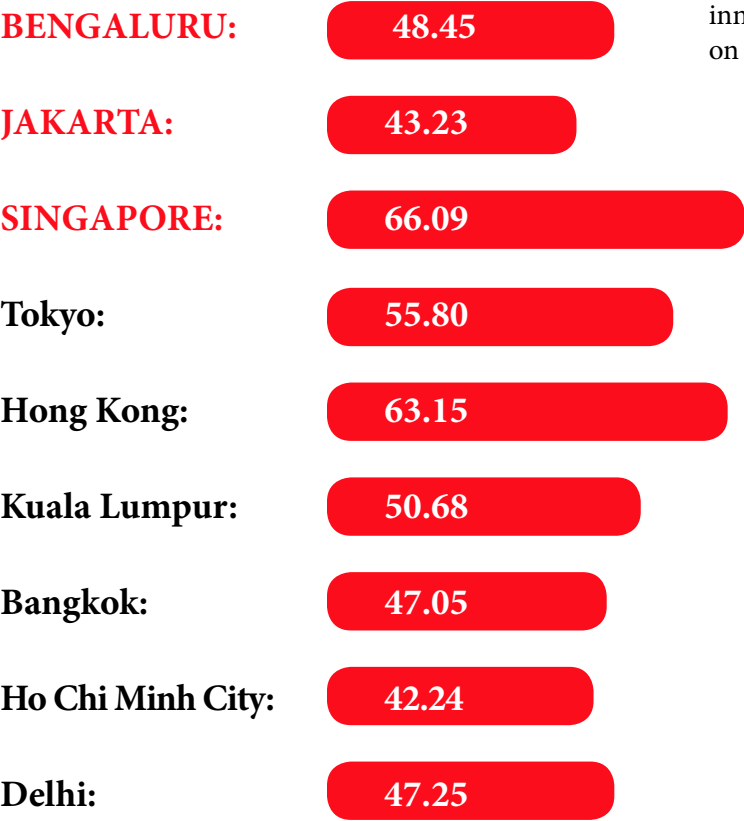 BENGALURU: 48.45
on
JAKARTA: 43.23
SINGAPORE: 66.09
Tokyo: 55.80
Hong Kong: 63.15
Kuala Lumpur: 50.68
Bangkok: 47.05
Ho Chi Minh City: 42.24
Delhi: 47.25